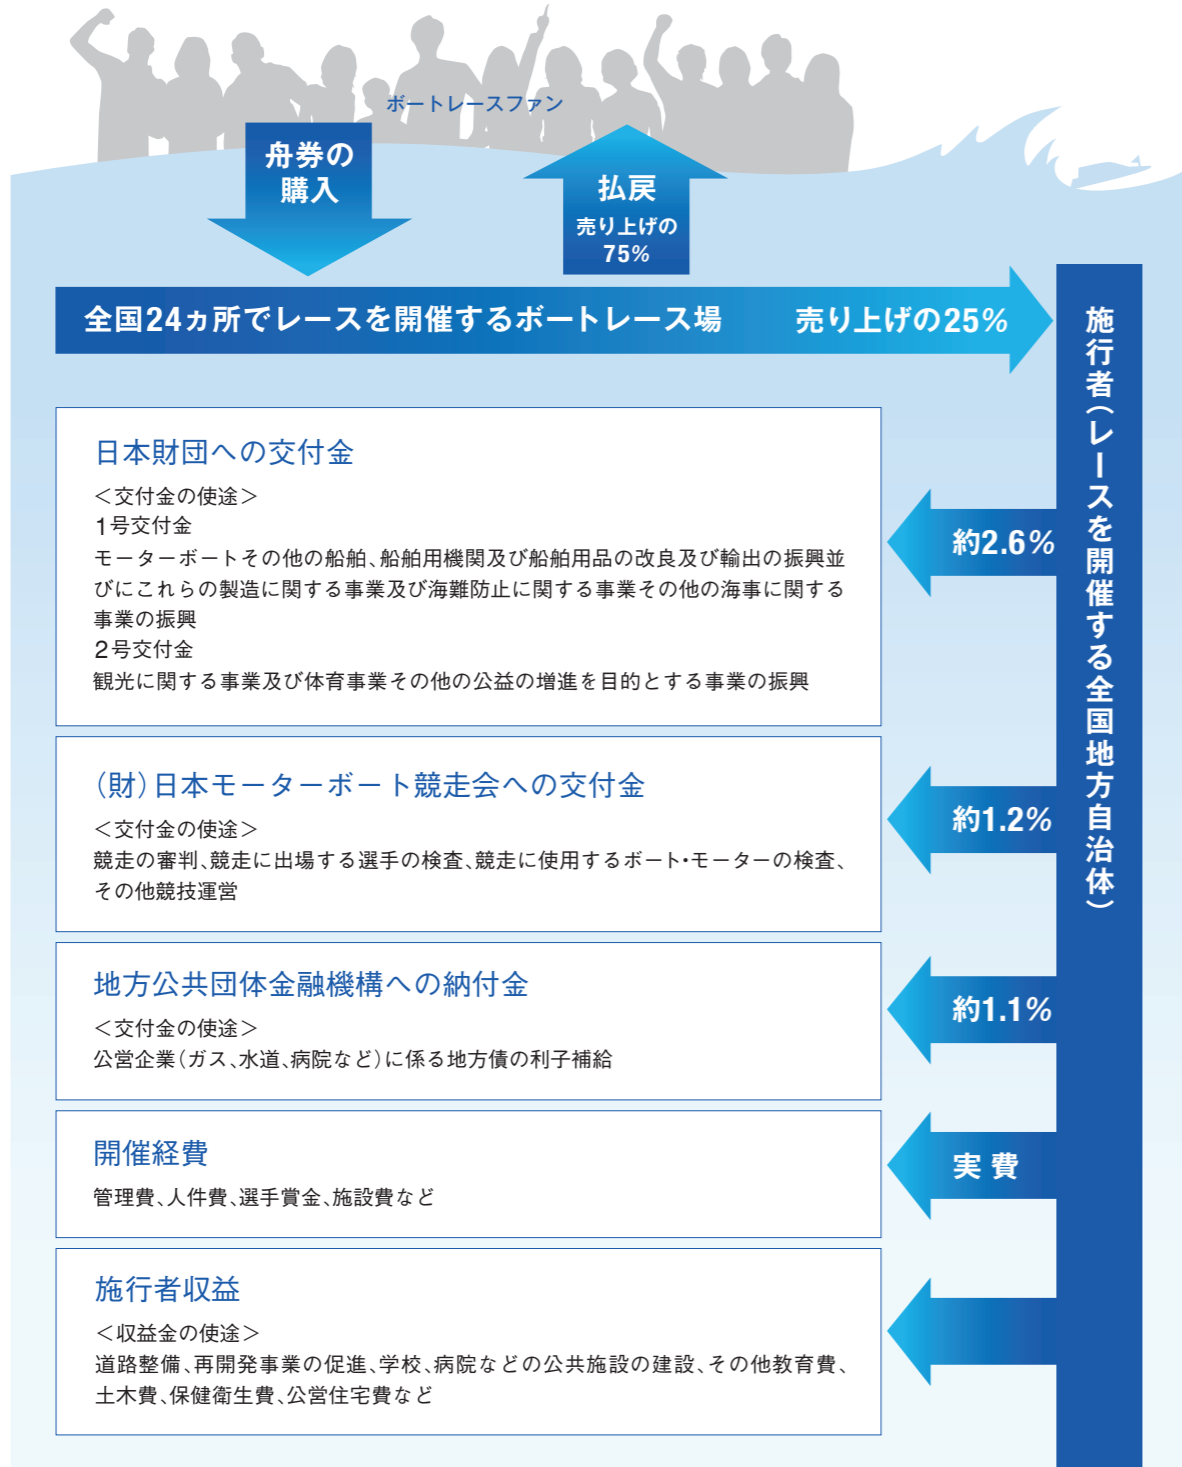 ボートレースファン
舟券の
購入
払戻
売り上げの
75%
全国24ヵ所でレースを開催するボートレース場 売り上げの25%
施行者(レースを開催する全国地方自治体)
日本財団への交付金
<交付金の使途>
1号交付金
モーターボートその他の船舶、船舶用機関及び船舶用品の改良及び輸出の振興並
びにこれらの製造に関する事業及び海難防止に関する事業その他の海事に関する
事業の振興
2号交付金
観光に関する事業及び体育事業その他の公益の増進を目的とする事業の振興
約2.6%
(財)日本モーターボート競走会への交付金
<交付金の使途>
競走の審判、競走に出場する選手の検査、競走に使用するボート・モーターの検査、
その他競技運営
約1.2%
地方公共団体金融機構への納付金
<交付金の使途>
公営企業(ガス、水道、病院など)に係る地方債の利子補給
約1.1%
開催経費
管理費、人件費、選手賞金、施設費など
実費
施行者収益
<収益金の使途>
道路整備、再開発事業の促進、学校、病院などの公共施設の建設、その他教育費、
土木費、保健衛生費、公営住宅費など